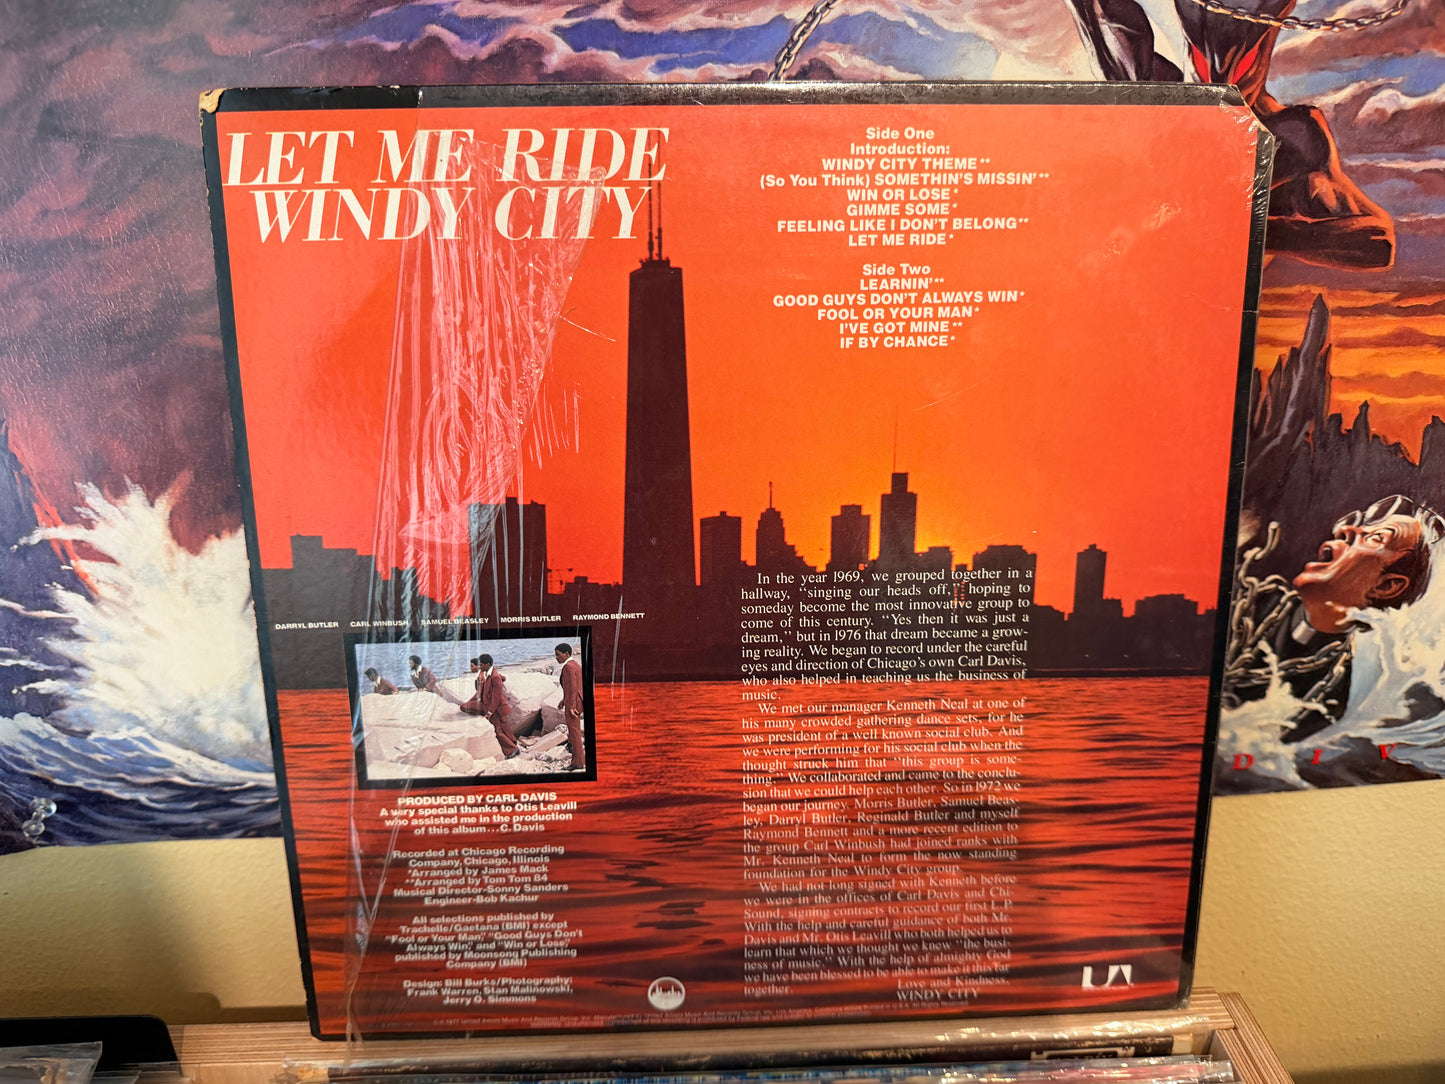 LET ME RIDE
WINDY CITY
Side One
Introduction:
WINDY CITY THEME**
(So You Think) SOMETHIN'S MISSIN'**
WIN OR LOSE*
GIMME SOME*
FEELING LIKE I DON'T BELONG**
LET ME RIDE*
Side Two
LEARNIN'**
GOOD GUYS DON'T ALWAYS WIN*
FOOL OR YOUR MAN*
I'VE GOT MINE**
IF BY CHANCE*
DARRYL BUTLER CARL WINBUSH SAMUEL BEASLEY MORRIS BUTLER RAYMOND BENNETT
PRODUCED BY CARL DAVIS
A very special thanks to Otis Leavill
who assisted me in the production
of this album...C. Davis
Recorded at Chicago Recording
Company, Chicago, Illinois
*Arranged by James Mack
**Arranged by Tom Tom 84
Musical Director-Sonny Sanders
Engineer-Bob Kachur
All selections published by
Trachelle/Gaetana (BMI) except
"Fool or Your Man," "Good Guys Don't
Always Win," and "Win or Lose,"
published by Moonsong Publishing
Company (BMI)
Design: Bill Burks/Photography:
Frank Warren, Stan Malinowski,
Jerry G. Simmons
In the year 1969, we grouped together in a
hallway, "singing our heads off," hoping to
someday become the most innovative group to
come of this century. "Yes then it was just a
dream," but in 1976 that dream became a grow-
ing reality. We began to record under the careful
eyes and direction of Chicago's own Carl Davis,
who also helped in teaching us the business of
music.
We met our manager Kenneth Neal at one of
his many crowded gathering dance sets, for he
was president of a well known social club. And
we were performing for his social club when the
thought struck him that "this group is some-
thing." We collaborated and came to the conclu-
sion that we could help each other. So in 1972 we
began our journey. Morris Butler, Samuel Beas-
ley, Darryl Butler, Reginald Butler and myself
Raymond Bennett and a more recent edition to
the group Carl Winbush had joined ranks with
Mr. Kenneth Neal to form the now standing
foundation for the Windy City group.
We had not long signed with Kenneth before
we were in the offices of Carl Davis and Chi
Sound, signing contracts to record our first L.P.
With the help and careful guidance of both Mr.
Davis and Mr. Otis Leavill who both helped us to
learn that which we thought we knew "the busi-
ness of music." With the help of almighty God
we have been blessed to be able to make it this far
together.
Love and Kindness,
WINDY CITY
UA
D I V